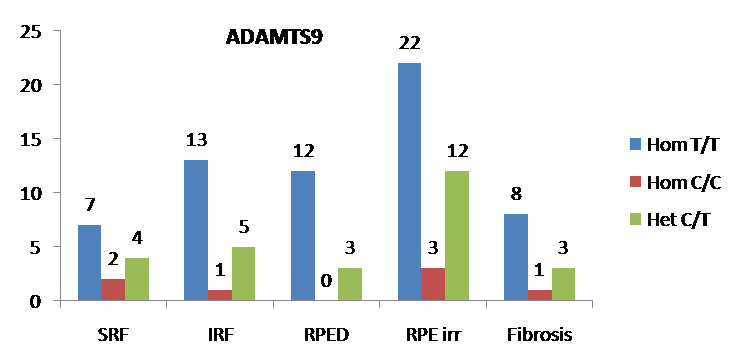 ADAMTS9
25
20
15
10
5
0
7
2
4
13
1
5
12
0
3
22
3
12
8
1
3
SRF
IRF
RPED
RPE irr
Fibrosis
Hom T/T
Hom C/C
Het C/T